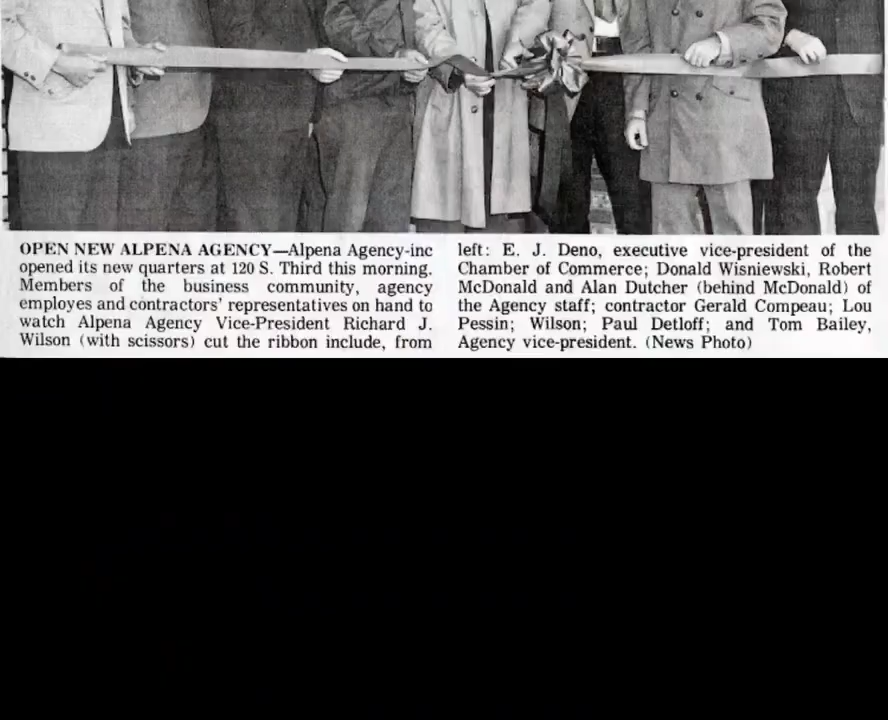 OPEN NEW ALPENA AGENCY—Alpena Agency-inc
opened its new quarters at 120 S. Third this morning.
Members of the business community, agency
employes and contractors' representatives on hand to
watch Alpena Agency Vice-President Richard J.
Wilson (with scissors) cut the ribbon include, from
left: E. J. Deno, executive vice-president of the
Chamber of Commerce; Donald Wisniewski, Robert
McDonald and Alan Dutcher (behind McDonald) of
the Agency staff; contractor Gerald Compeau; Lou
Pessin; Wilson; Paul Detloff; and Tom Bailey,
Agency vice-president. (News Photo)